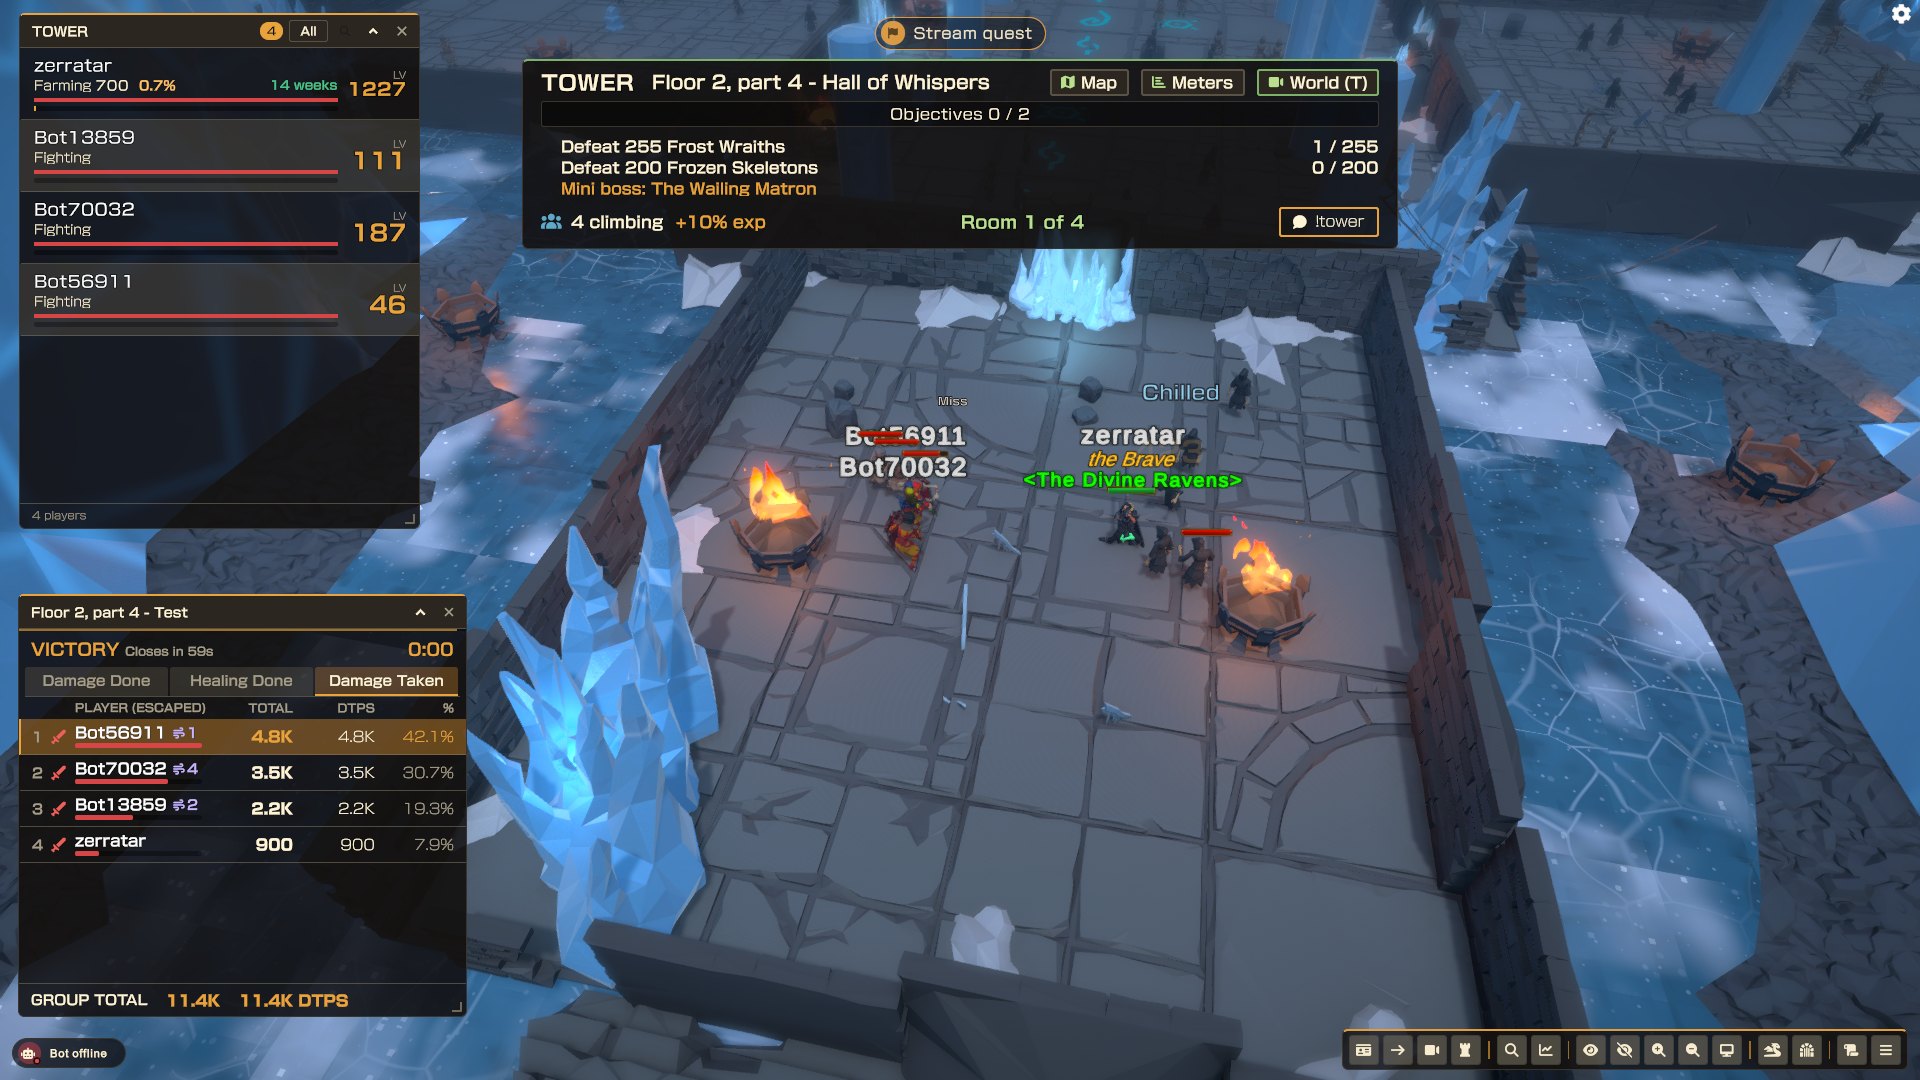 TOWER
4
All
zerratar
Farming 700 0.7%
14 weeks
LV
1227
Bot13859
Fighting
LV
111
Bot70032
Fighting
LV
187
Bot56911
Fighting
LV
46
4 players
Stream quest
TOWER Floor 2, part 4 - Hall of Whispers
Map
Meters
World (T)
Objectives 0 / 2
Defeat 255 Frost Wraiths 1 / 255
Defeat 200 Frozen Skeletons 0 / 200
Mini boss: The Wailing Matron
4 climbing +10% exp
Room 1 of 4
!tower
Miss
Chilled
Bot56911
Bot70032
zerratar
the Brave
<The Divine Ravens>
Floor 2, part 4 - Test
VICTORY Closes in 59s 0:00
Damage Done Healing Done Damage Taken
PLAYER (ESCAPED) TOTAL DTPS %
1 Bot56911 1 4.8K 4.8K 42.1%
2 Bot70032 4 3.5K 3.5K 30.7%
3 Bot13859 2 2.2K 2.2K 19.3%
4 zerratar 900 900 7.9%
GROUP TOTAL 11.4K 11.4K DTPS
Bot offline